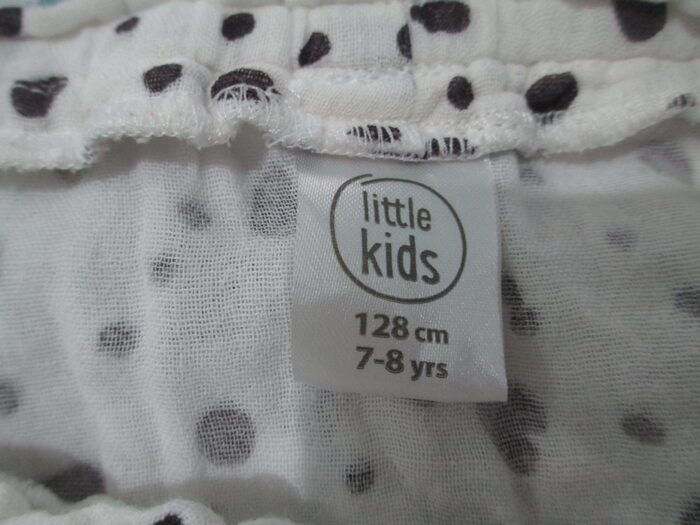 little
kids
128 cm
7-8 yrs